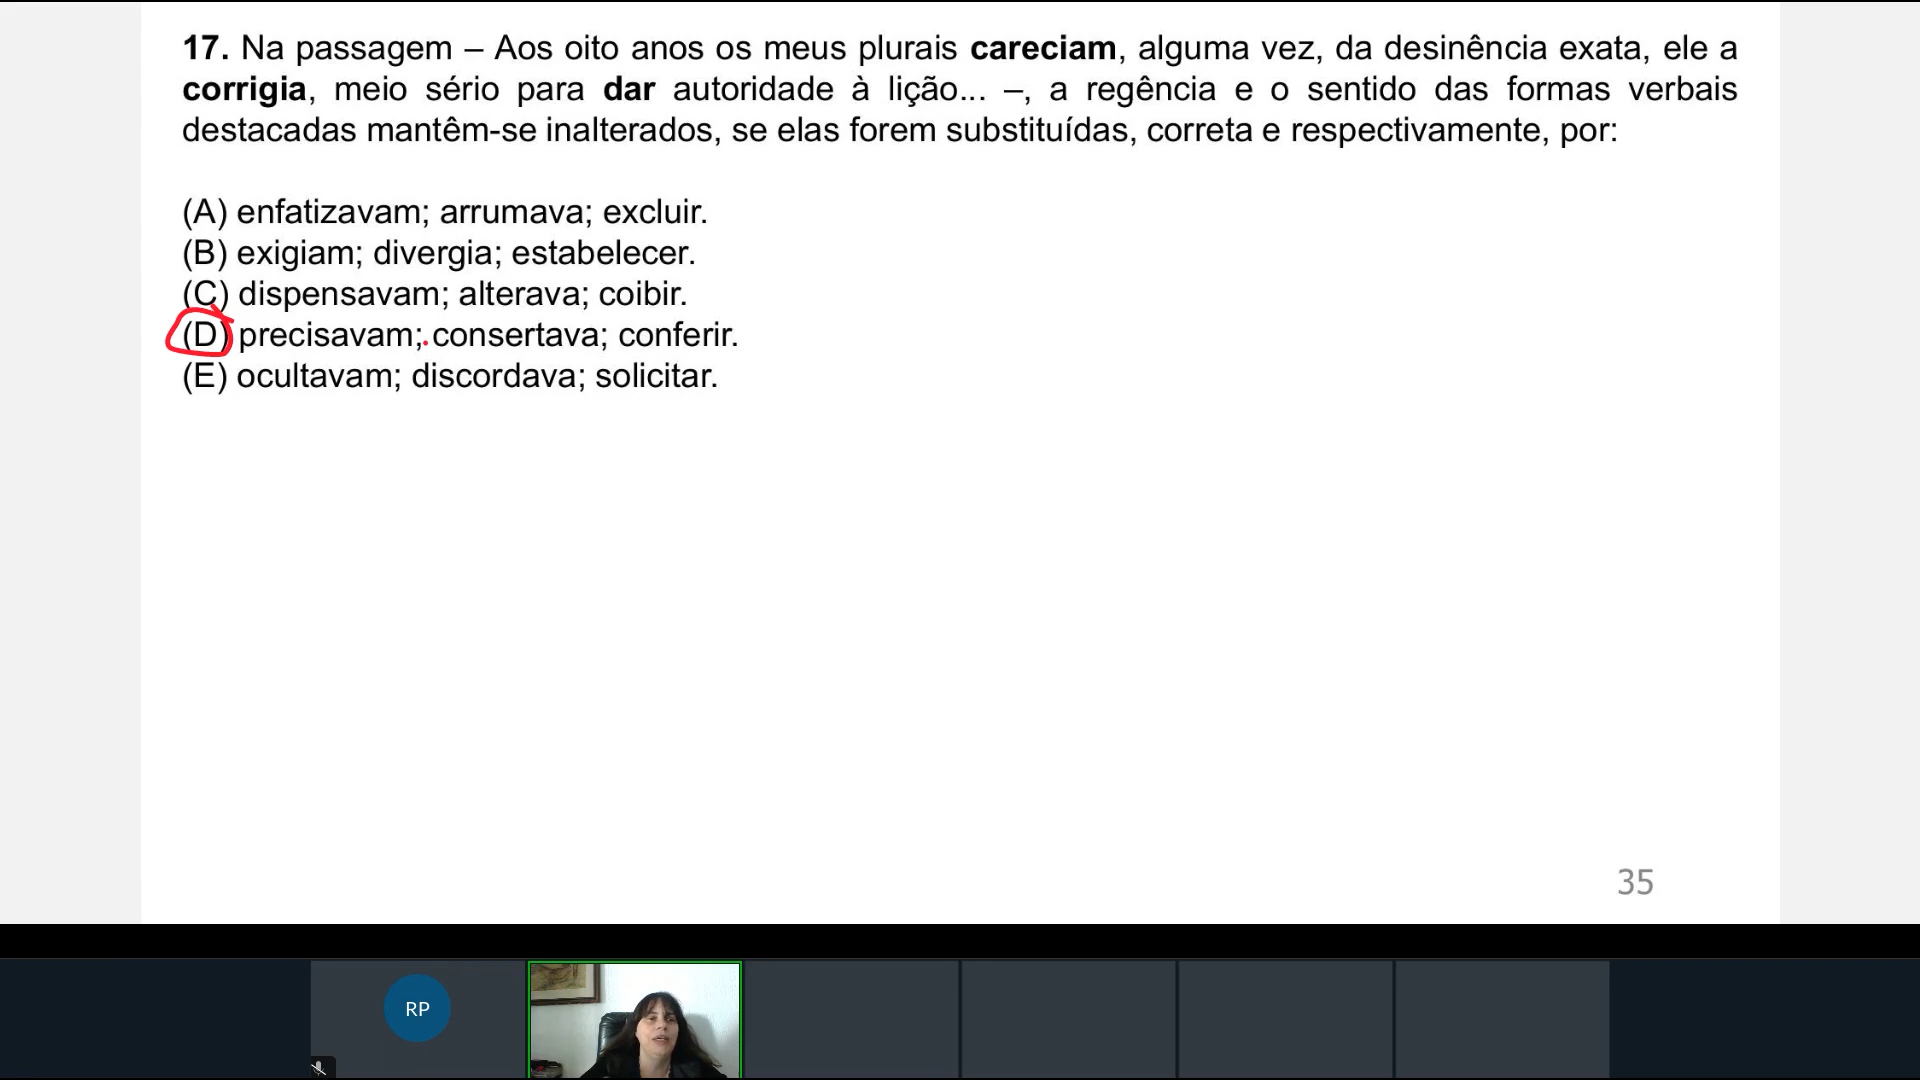 17. Na passagem – Aos oito anos os meus plurais careciam, alguma vez, da desinência exata, ele a
corrigia, meio sério para dar autoridade à lição... –, a regência e o sentido das formas verbais
destacadas mantêm-se inalterados, se elas forem substituídas, correta e respectivamente, por:
(A) enfatizavam; arrumava; excluir.
(B) exigiam; divergia; estabelecer.
(C) dispensavam; alterava; coibir.
(D) precisavam; consertava; conferir.
(E) ocultavam; discordava; solicitar.
35
RP